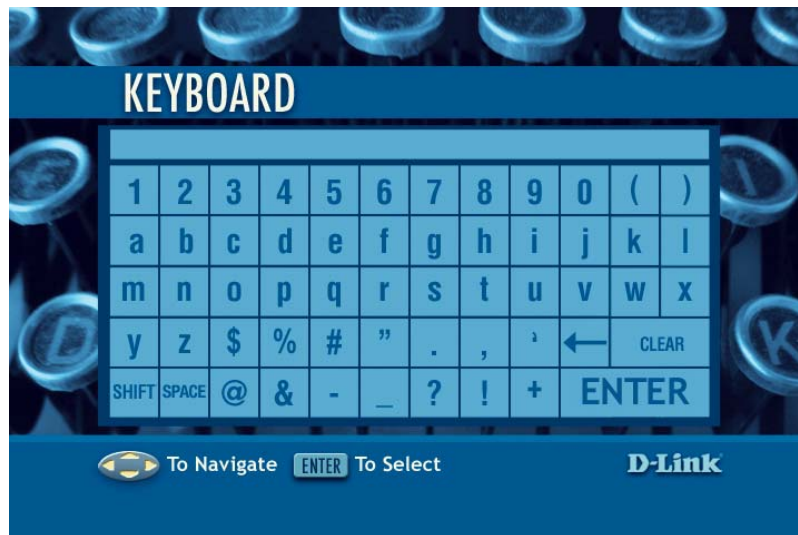 KEYBOARD
1 2 3 4 5 6 7 8 9 0 ( )
a b c d e f g h i j k l
m n o p q r s t u v w x
y z $ % # ” . , ‛ ← CLEAR
SHIFT SPACE @ & - _ ? ! + ENTER
D
I
K
To Navigate ENTER To Select
D-Link